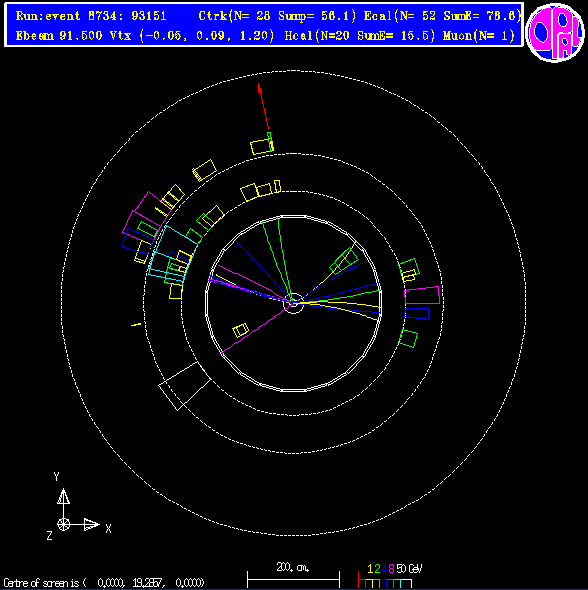 Run:event 8734: 93151 Ctrk(N= 28 Sump= 56.1) Ecal(N= 52 SumE= 78.6)
Ebeam 91.500 Vtx (-0.06, 0.09, 1.20) Hcal(N=20 SumE= 15.5) Muon(N= 1)
OPAL
Y
X
Z
200. cm.
1 2 4 8 50 GeV
Centre of screen is ( 0.0000, 19.2857, 0.0000)